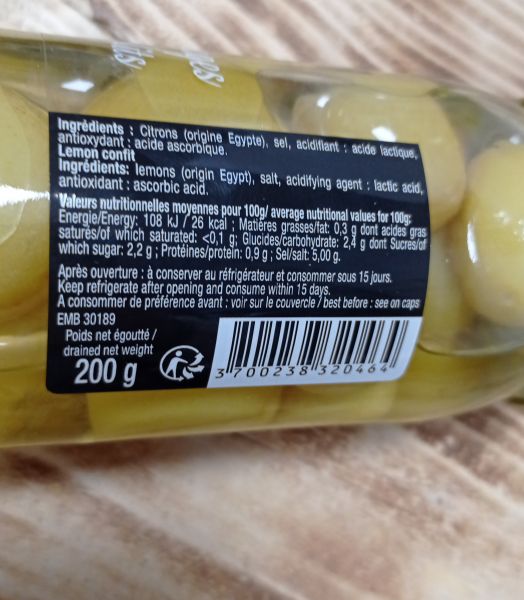 Ingrédients : Citrons (origine Egypte), sel, acidifiant : acide lactique,
antioxydant : acide ascorbique.
Lemon confit
Ingrédients: lemons (origin Egypt), salt, acidifying agent : lactic acid,
antioxidant : ascorbic acid.
Valeurs nutritionnelles moyennes pour 100g/ average nutritional values for 100g:
Energie/Energy: 108 kJ / 26 kcal ; Matières grasses/fat: 0,3 g dont acides gras
saturés/of which saturated: <0,1 g; Glucides/carbohydrate: 2,4 g dont Sucres/of
which sugar: 2,2 g ; Protéines/protein: 0,9 g ; Sel/salt: 5,00 g.
Après ouverture : à conserver au réfrigérateur et consommer sous 15 jours.
Keep refrigerate after opening and consume within 15 days.
A consommer de préférence avant : voir sur le couvercle / best before : see on caps
EMB 30189
Poids net égoutté /
drained net weight
200 g
3 700238 320464